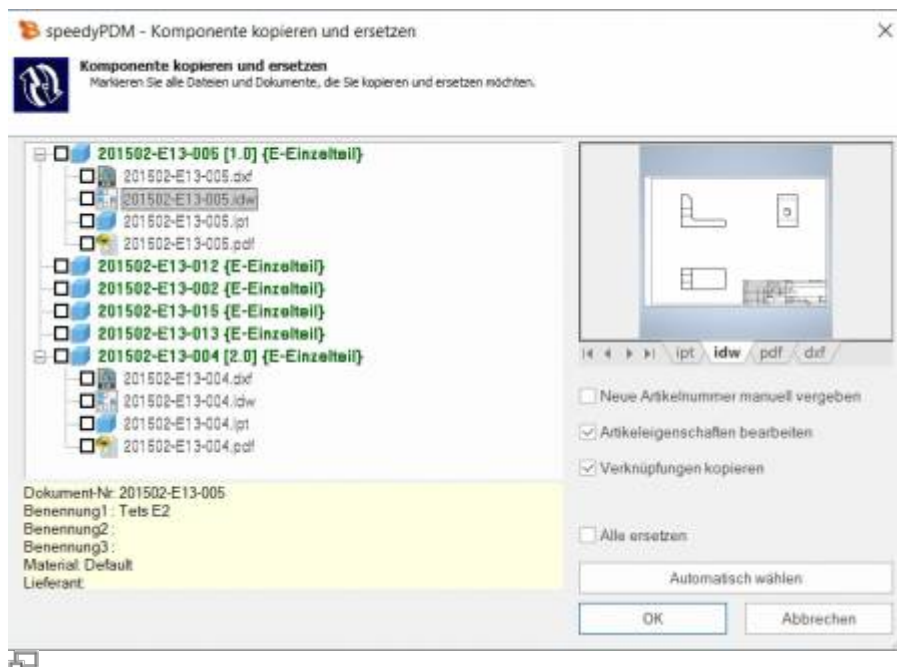 speedyPDM - Komponente kopieren und ersetzen
Komponente kopieren und ersetzen
Markieren Sie alle Dateien und Dokumente, die Sie kopieren und ersetzen möchten.
201502-E13-005 [1.0] {E-Einzelteil}
201502-E13-005.dxf
201502-E13-005.idw
201502-E13-005.ipt
201502-E13-005.pdf
201502-E13-012 {E-Einzelteil}
201502-E13-002 {E-Einzelteil}
201502-E13-015 {E-Einzelteil}
201502-E13-013 {E-Einzelteil}
201502-E13-004 [2.0] {E-Einzelteil}
201502-E13-004.dxf
201502-E13-004.idw
201502-E13-004.ipt
201502-E13-004.pdf
Dokument-Nr: 201502-E13-005
Benennung1 : Tets E2
Benennung2 :
Benennung3 :
Material: Default
Lieferant:
ipt idw pdf dxf
Neue Artikelnummer manuell vergeben
Artikeleigenschaften bearbeiten
Verknüpfungen kopieren
Alle ersetzen
Automatisch wählen
OK Abbrechen